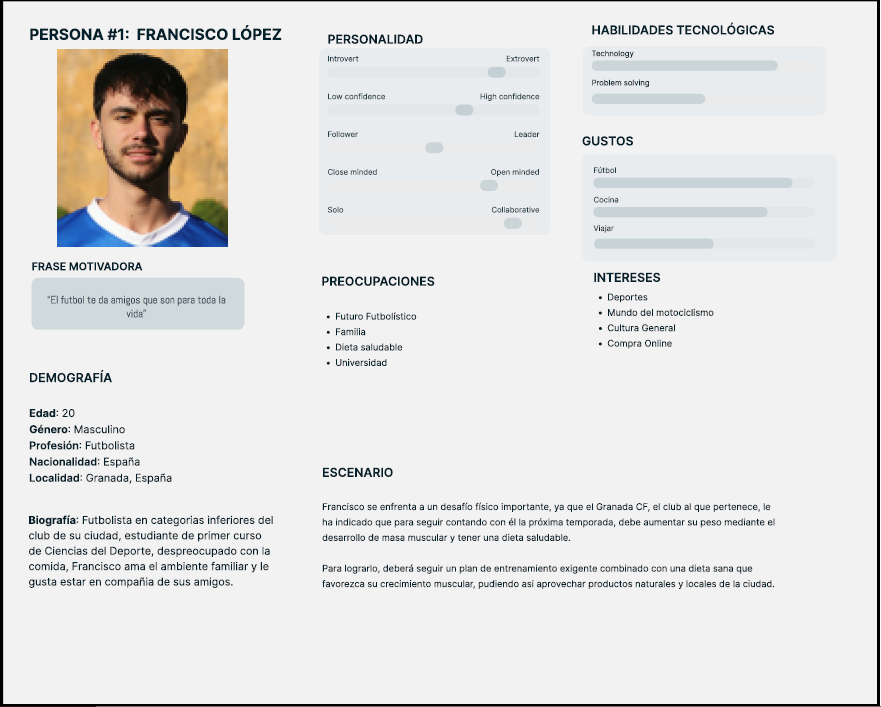 PERSONA #1: FRANCISCO LÓPEZ
FRASE MOTIVADORA
“El futbol te da amigos que son para toda la
vida”
DEMOGRAFÍA
Edad: 20
Género: Masculino
Profesión: Futbolista
Nacionalidad: España
Localidad: Granada, España
Biografía: Futbolista en categorias inferiores del
club de su ciudad, estudiante de primer curso
de Ciencias del Deporte, despreocupado con la
comida, Francisco ama el ambiente familiar y le
gusta estar en compañia de sus amigos.
PERSONALIDAD
Introvert Extrovert
Low confidence High confidence
Follower Leader
Close minded Open minded
Solo Collaborative
PREOCUPACIONES
• Futuro Futbolístico
• Familia
• Dieta saludable
• Universidad
HABILIDADES TECNOLÓGICAS
Technology
Problem solving
GUSTOS
Fútbol
Cocina
Viajar
INTERESES
• Deportes
• Mundo del motociclismo
• Cultura General
• Compra Online
ESCENARIO
Francisco se enfrenta a un desafío físico importante, ya que el Granada CF, el club al que pertenece, le
ha indicado que para seguir contando con él la próxima temporada, debe aumentar su peso mediante el
desarrollo de masa muscular y tener una dieta saludable.
Para lograrlo, deberá seguir un plan de entrenamiento exigente combinado con una dieta sana que
favorezca su crecimiento muscular, pudiendo asi aprovechar productos naturales y locales de la ciudad.